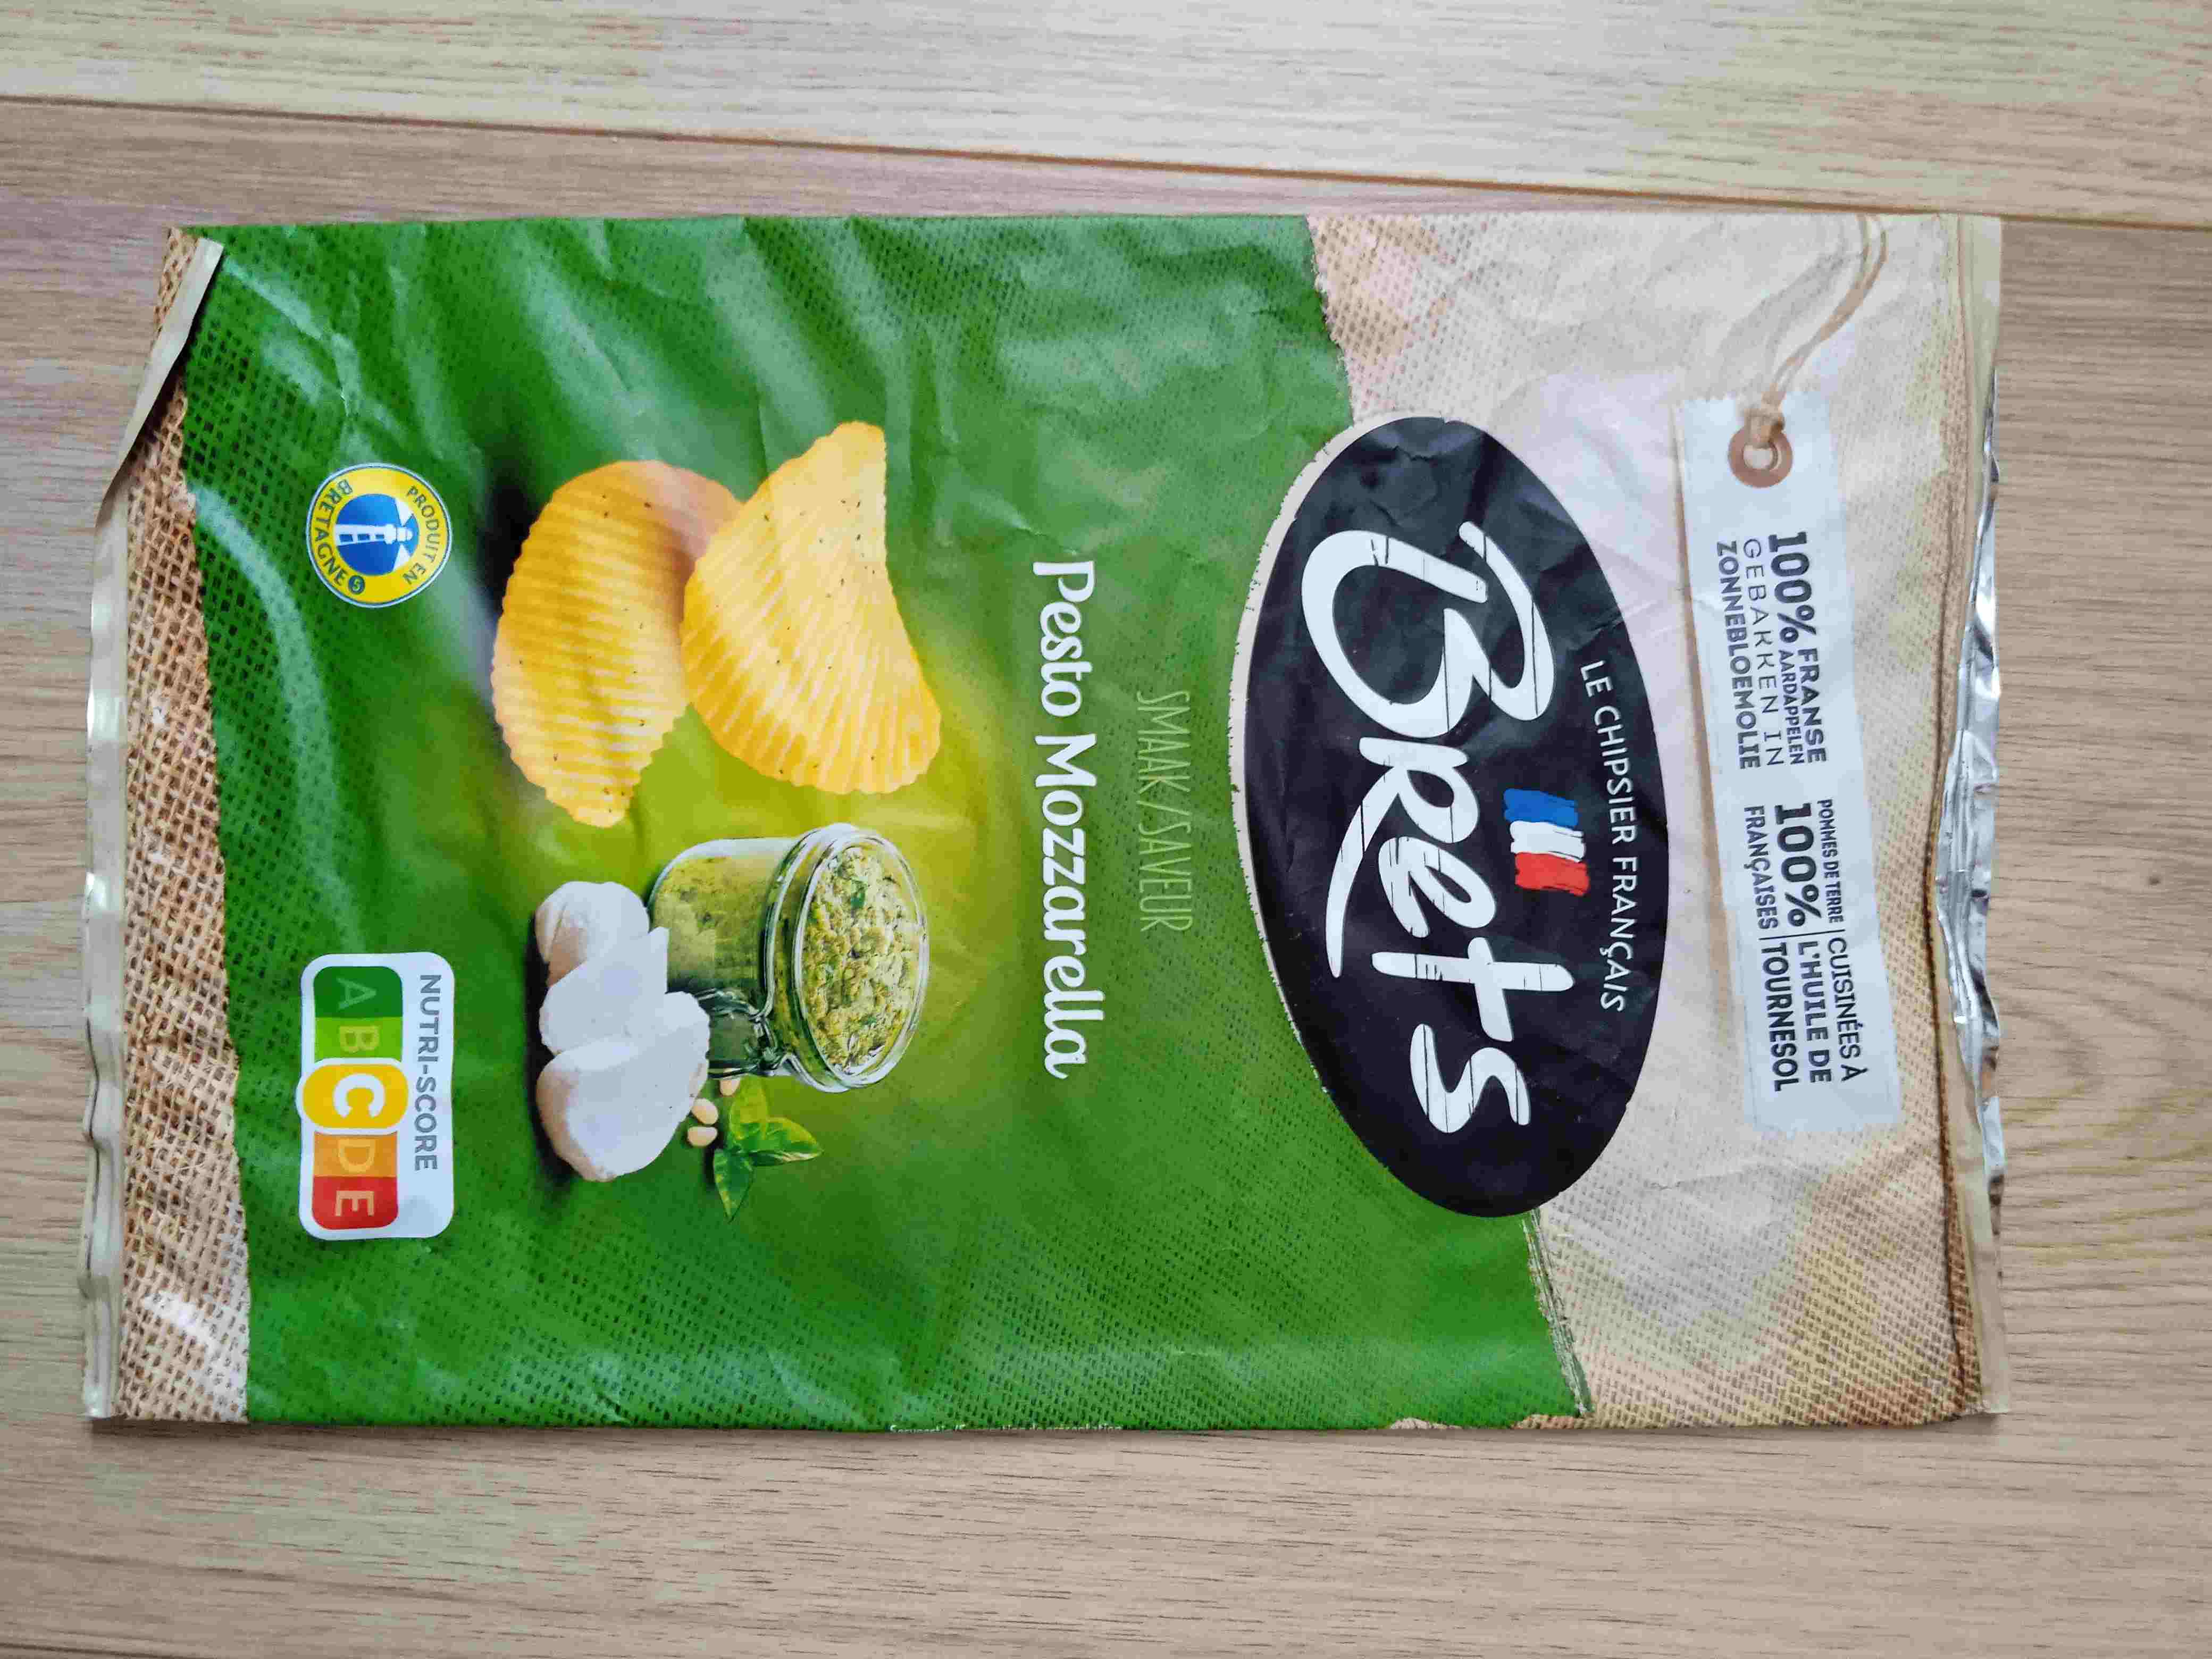 100% FRANSE
AARDAPPELEN
GEBAKKEN IN
ZONNEBLOEMOLIE
POMMES DE TERRE
100%
FRANÇAISES
CUISINÉES À
L'HUILE DE
TOURNESOL
LE CHIPSIER FRANÇAIS
Brets
SMAAK/SAVEUR
Pesto Mozzarella
PRODUIT EN
BRETAGNE 5
NUTRI-SCORE
A B C D E